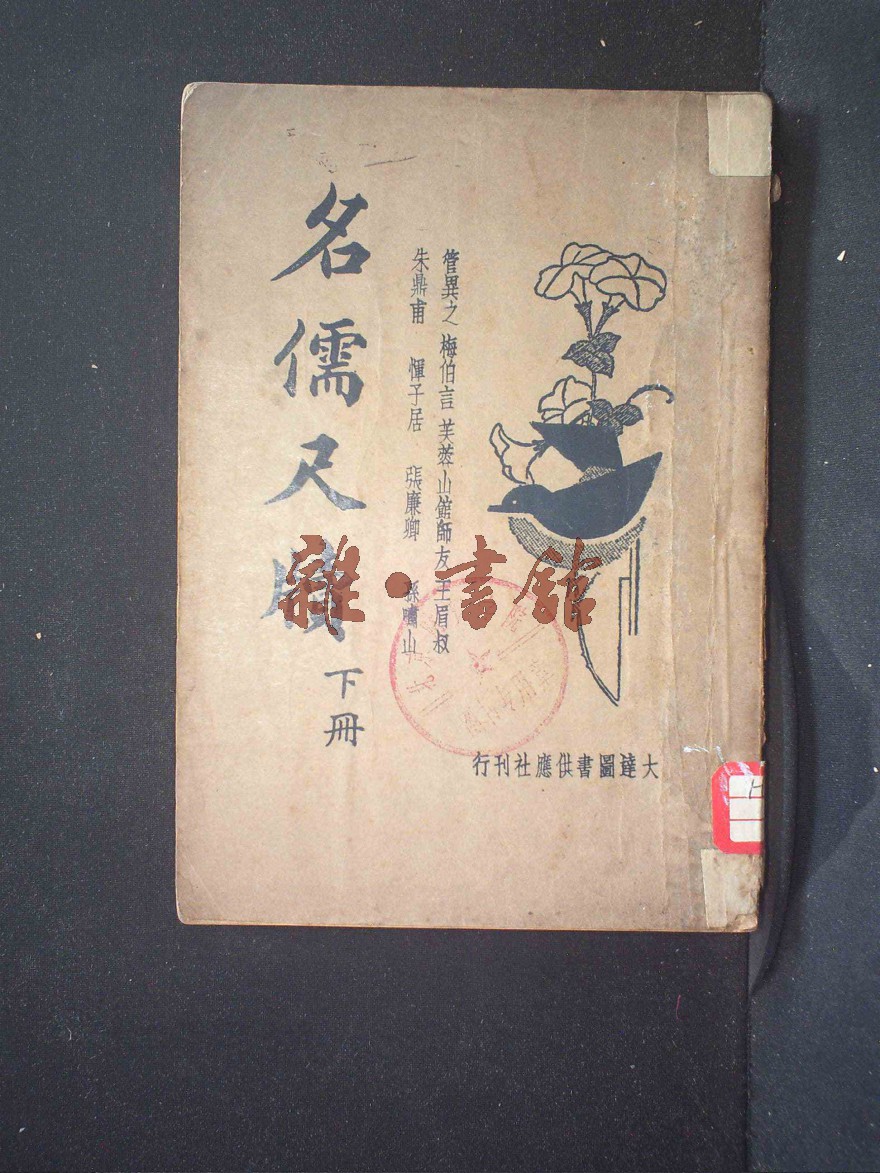 管異之 梅伯言 芙蓉山館師友 王眉叔
朱鼎甫 惲子居 張廉卿 孫嘯山
名儒尺牘
下冊
大達圖書供應社刊行
雜·書館